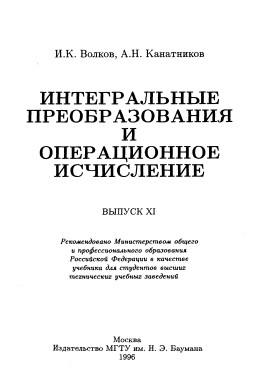 И.К. Волков, А.Н. Канатников
ИНТЕГРАЛЬНЫЕ
ПРЕОБРАЗОВАНИЯ
И
ОПЕРАЦИОННОЕ
ИСЧИСЛЕНИЕ
ВЫПУСК XI
Рекомендовано Министерством общего
и профессионального образования
Российской Федерации в качестве
учебника для студентов высших
технических учебных заведений
Москва
Издательство МГТУ им. Н. Э. Баумана
1996